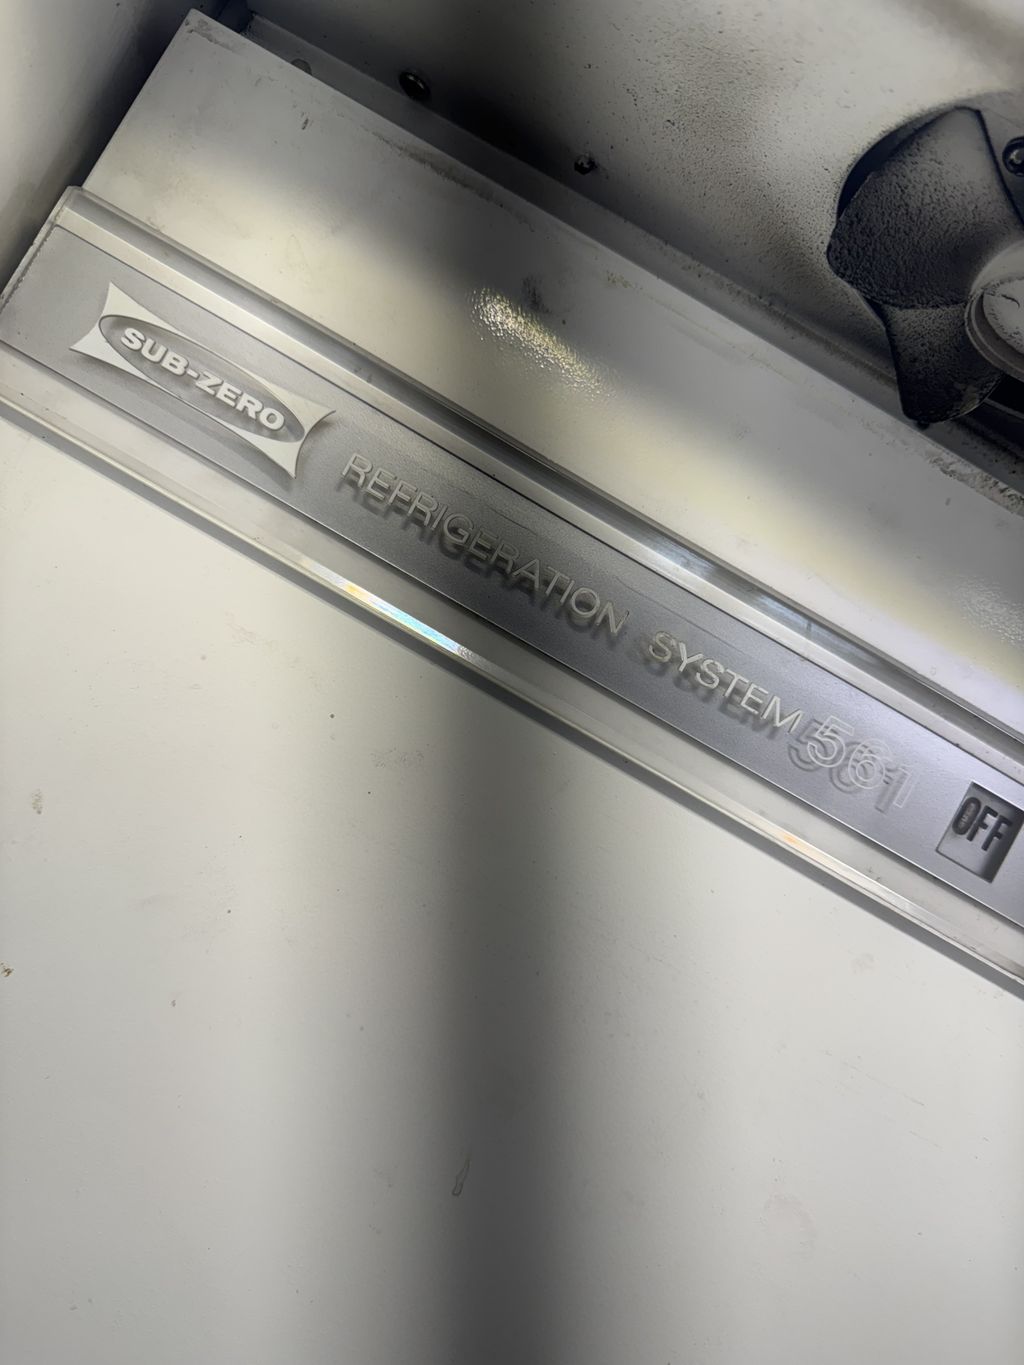 SUB-ZERO
REFRIGERATION SYSTEM 561
OFF